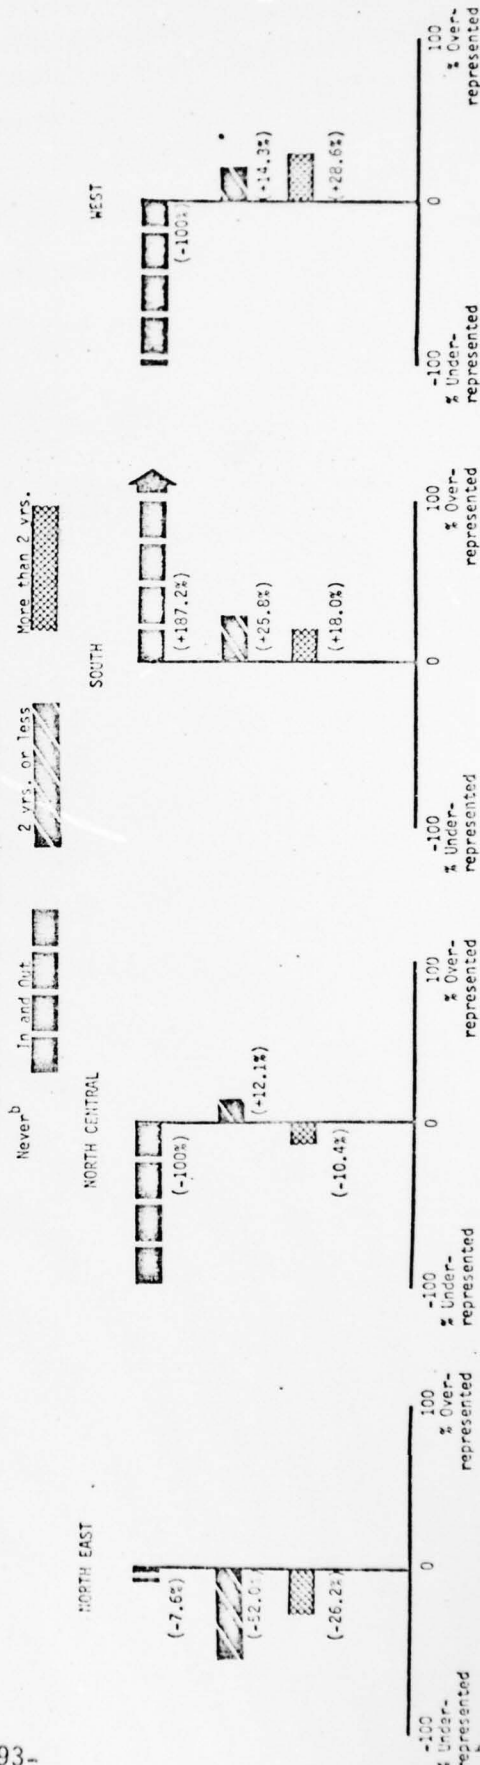 Never^b
In and Out
2 yrs. or less
More than 2 yrs.
NORTH EAST
(-7.6%)
(-52.0%)
(-26.2%)
-100
0
100
% Under-
represented
% Over-
represented
NORTH CENTRAL
(-100%)
(+12.1%)
(-10.4%)
-100
0
100
% Under-
represented
% Over-
represented
SOUTH
(+187.2%)
(+25.8%)
(+18.0%)
-100
0
100
% Under-
represented
% Over-
represented
WEST
(-100%)
(+14.3%)
(+28.6%)
-100
0
100
% Under-
represented
% Over-
represented
93-